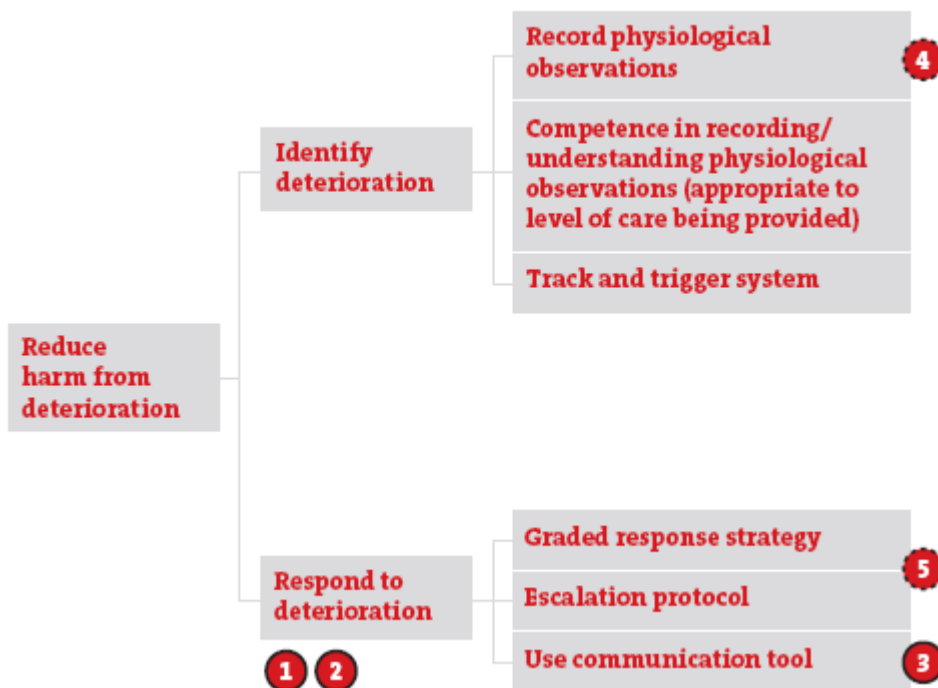 Record physiological
observations
4
Competence in recording/
understanding physiological
observations (appropriate to
level of care being provided)
Identify
deterioration
Track and trigger system
Reduce
harm from
deterioration
Graded response strategy
5
Escalation protocol
Respond to
deterioration
Use communication tool
3
1 2